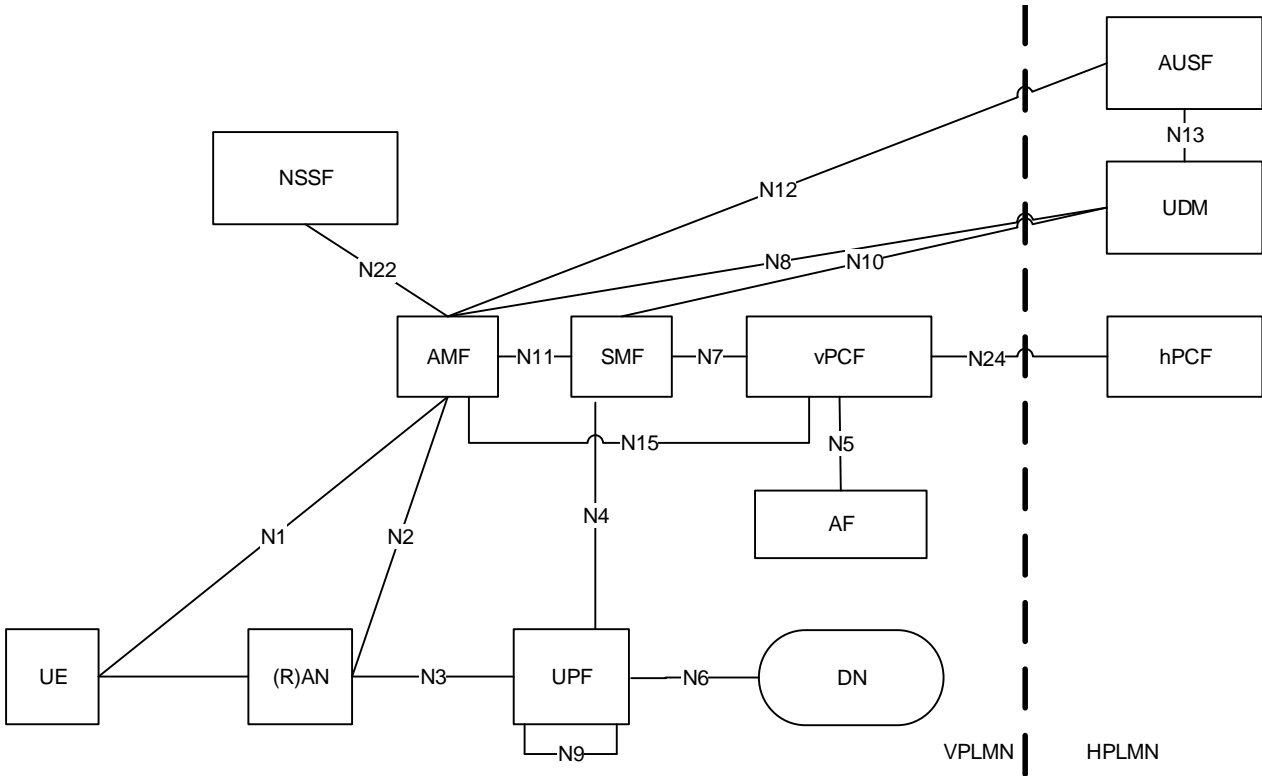 AUSF
N13
NSSF
N12
UDM
N22
N8
N10
AMF
N11
SMF
N7
vPCF
N24
hPCF
N15
N5
N4
AF
N1
N2
UE
(R)AN
N3
UPF
N6
DN
N9
VPLMN
HPLMN